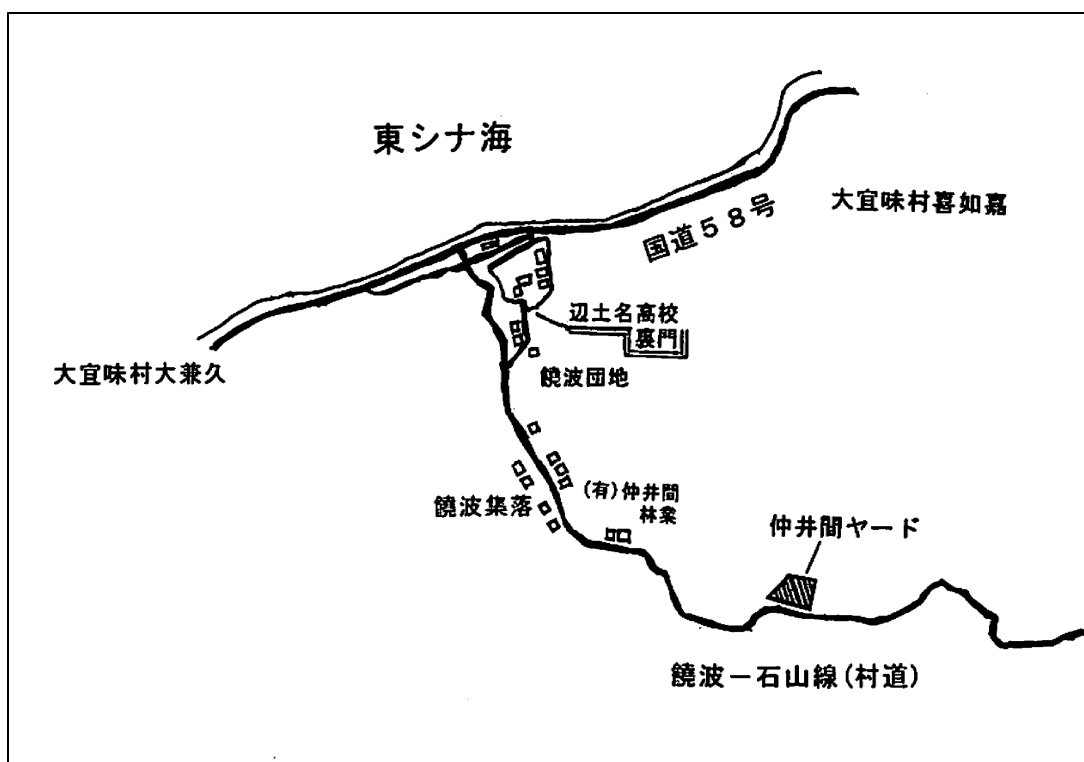 東シナ海
大宜味村喜如嘉
国道58号
辺土名高校
裏門
大宜味村大兼久
饒波団地
(有)仲井間
林業
饒波集落
仲井間ヤード
饒波－石山線(村道)